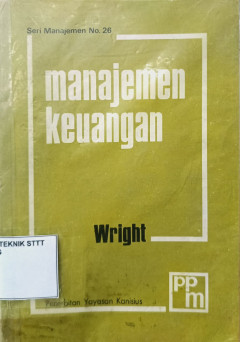 Seri Manajemen No. 26
manajemen
keuangan
Wright
TEKNIK STTT
S
ppm
Penerbitan Yayasan Kanisius